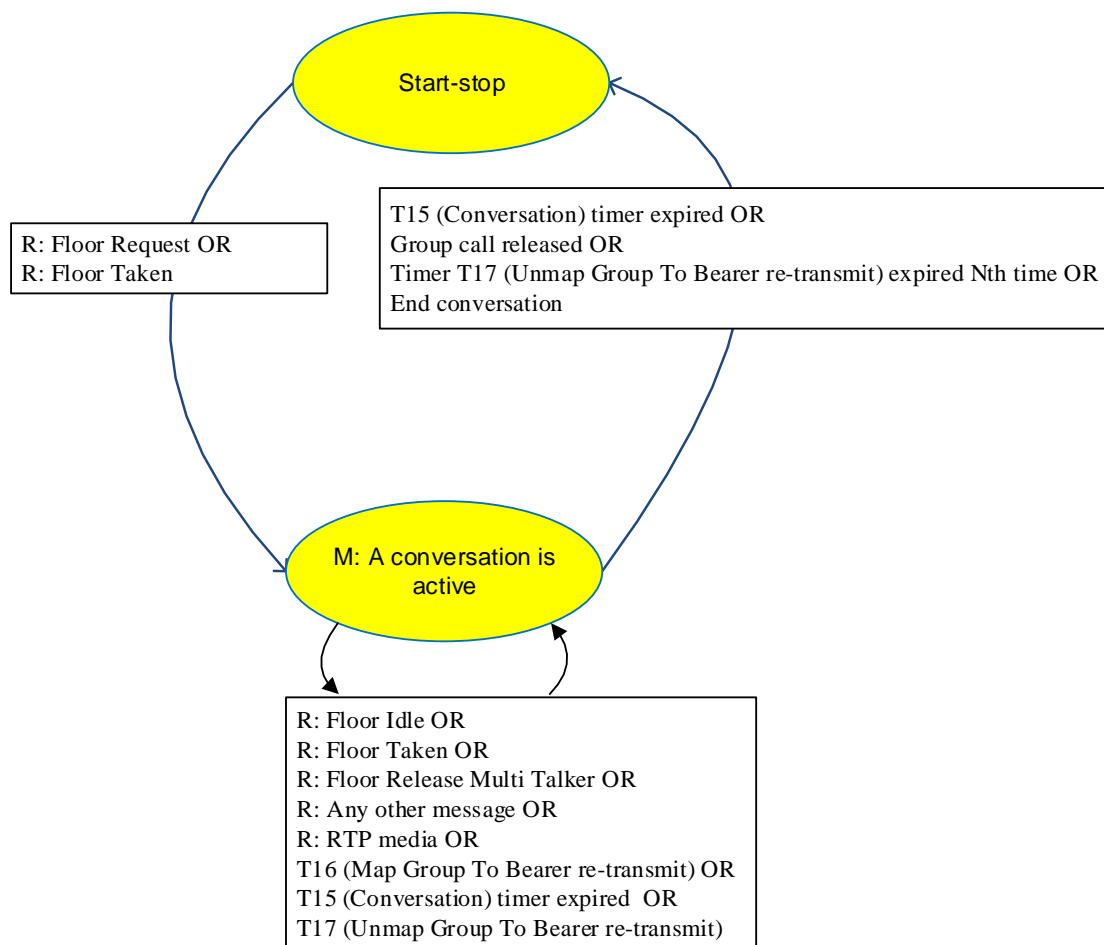 Start-stop
R: Floor Request OR
R: Floor Taken
T15 (Conversation) timer expired OR
Group call released OR
Timer T17 (Unmap Group To Bearer re-transmit) expired Nth time OR
End conversation
M: A conversation is
active
R: Floor Idle OR
R: Floor Taken OR
R: Floor Release Multi Talker OR
R: Any other message OR
R: RTP media OR
T16 (Map Group To Bearer re-transmit) OR
T15 (Conversation) timer expired OR
T17 (Unmap Group To Bearer re-transmit)